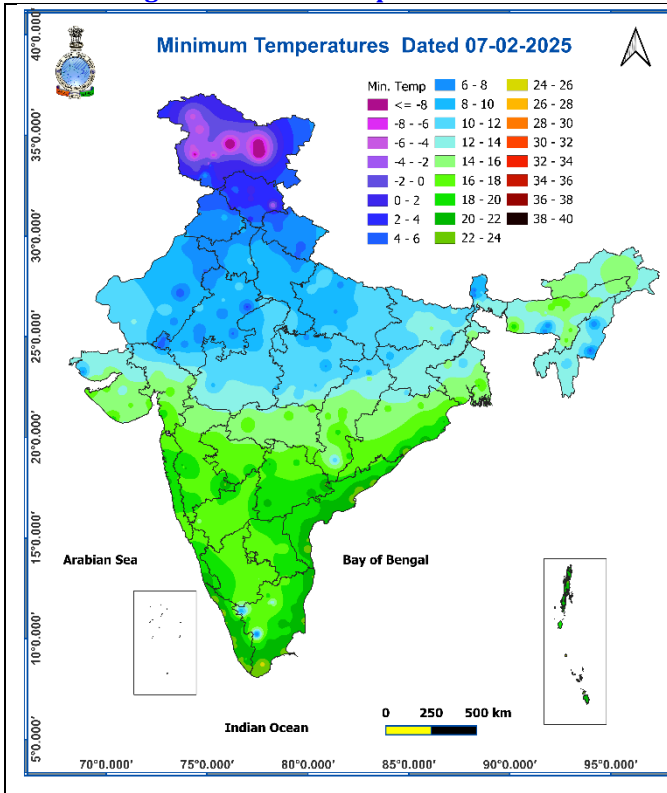 Minimum Temperatures Dated 07-02-2025
Min. Temp
<= -8
-8 - -6
-6 - -4
-4 - -2
-2 - 0
0 - 2
2 - 4
4 - 6
6 - 8
8 - 10
10 - 12
12 - 14
14 - 16
16 - 18
18 - 20
20 - 22
22 - 24
24 - 26
26 - 28
28 - 30
30 - 32
32 - 34
34 - 36
36 - 38
38 - 40
40°0.000'
35°0.000'
30°0.000'
25°0.000'
20°0.000'
15°0.000'
10°0.000'
5°0.000'
Arabian Sea
Bay of Bengal
Indian Ocean
0 250 500 km
70°0.000' 75°0.000' 80°0.000' 85°0.000' 90°0.000' 95°0.000'